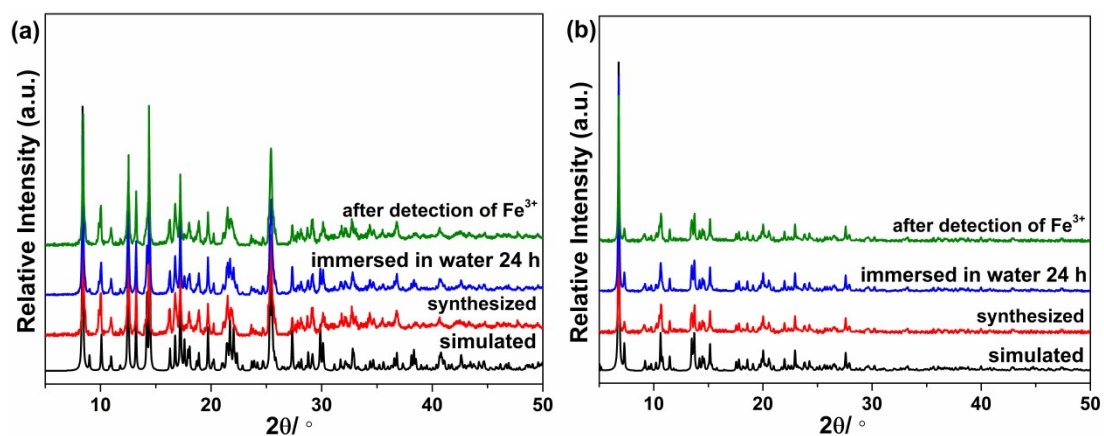 (a)
Relative Intensity (a.u.)
after detection of Fe³⁺
immersed in water 24 h
synthesized
simulated
10 20 30 40 50
2θ/ °
(b)
Relative Intensity (a.u.)
after detection of Fe³⁺
immersed in water 24 h
synthesized
simulated
10 20 30 40 50
2θ/ °